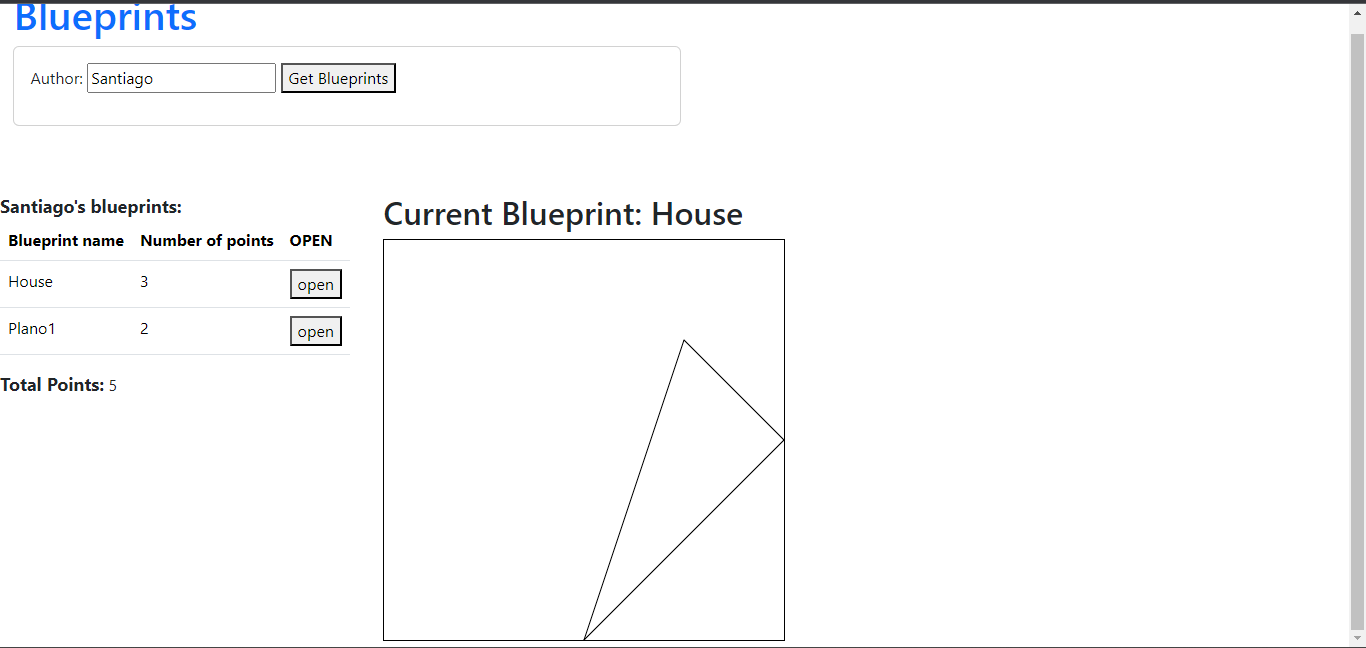 Blueprints
Author: Santiago Get Blueprints
Santiago's blueprints:
Blueprint name Number of points OPEN
House 3 open
Plano1 2 open
Total Points: 5
Current Blueprint: House